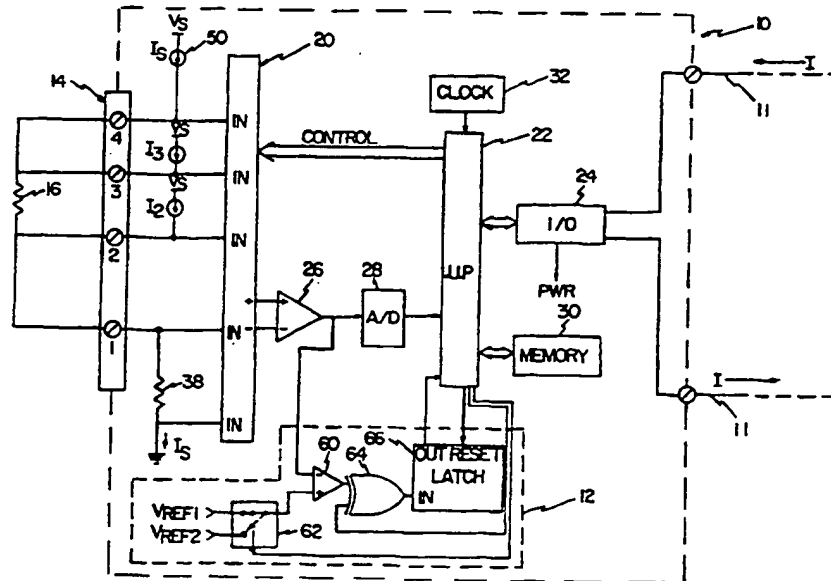 VS
IS 50 20 10
I
32
CLOCK 11
14
4 IN
CONTROL 22
VS
I3
3 IN
VS
24
16
I2
I/O
2 IN
μP
26 28
PWR
A/D
30
MEMORY
1 IN
38
I
11
IN
IS
60 64 66
OUT RESET
LATCH
IN
12
VREF1
VREF2
62